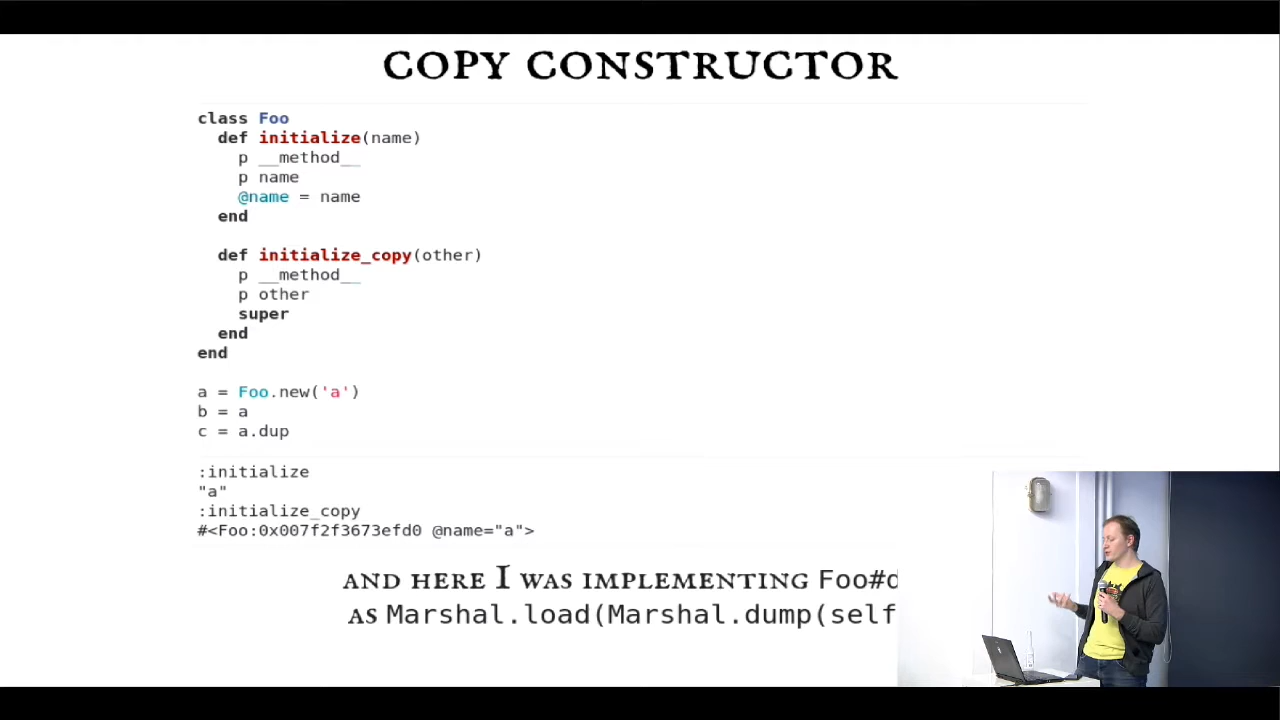 COPY CONSTRUCTOR
class Foo
  def initialize(name)
    p __method__
    p name
    @name = name
  end

  def initialize_copy(other)
    p __method__
    p other
    super
  end
end

a = Foo.new('a')
b = a
c = a.dup
:initialize
"a"
:initialize_copy
#<Foo:0x007f2f3673efd0 @name="a">
AND HERE I WAS IMPLEMENTING Foo#d
AS Marshal.load(Marshal.dump(self